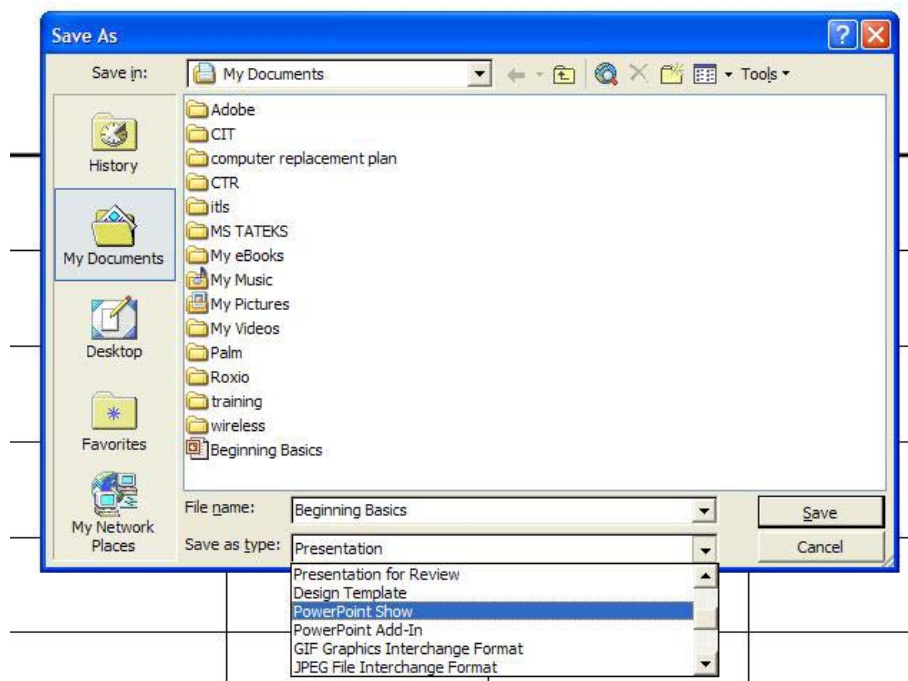 Save As
Save in:
My Documents
Tools
History
My Documents
Desktop
Favorites
My Network
Places
Adobe
CIT
computer replacement plan
CTR
itls
MS TATEKS
My eBooks
My Music
My Pictures
My Videos
Palm
Roxio
training
wireless
Beginning Basics
File name:
Beginning Basics
Save
Save as type:
Presentation
Cancel
Presentation for Review
Design Template
PowerPoint Show
PowerPoint Add-In
GIF Graphics Interchange Format
JPEG File Interchange Format